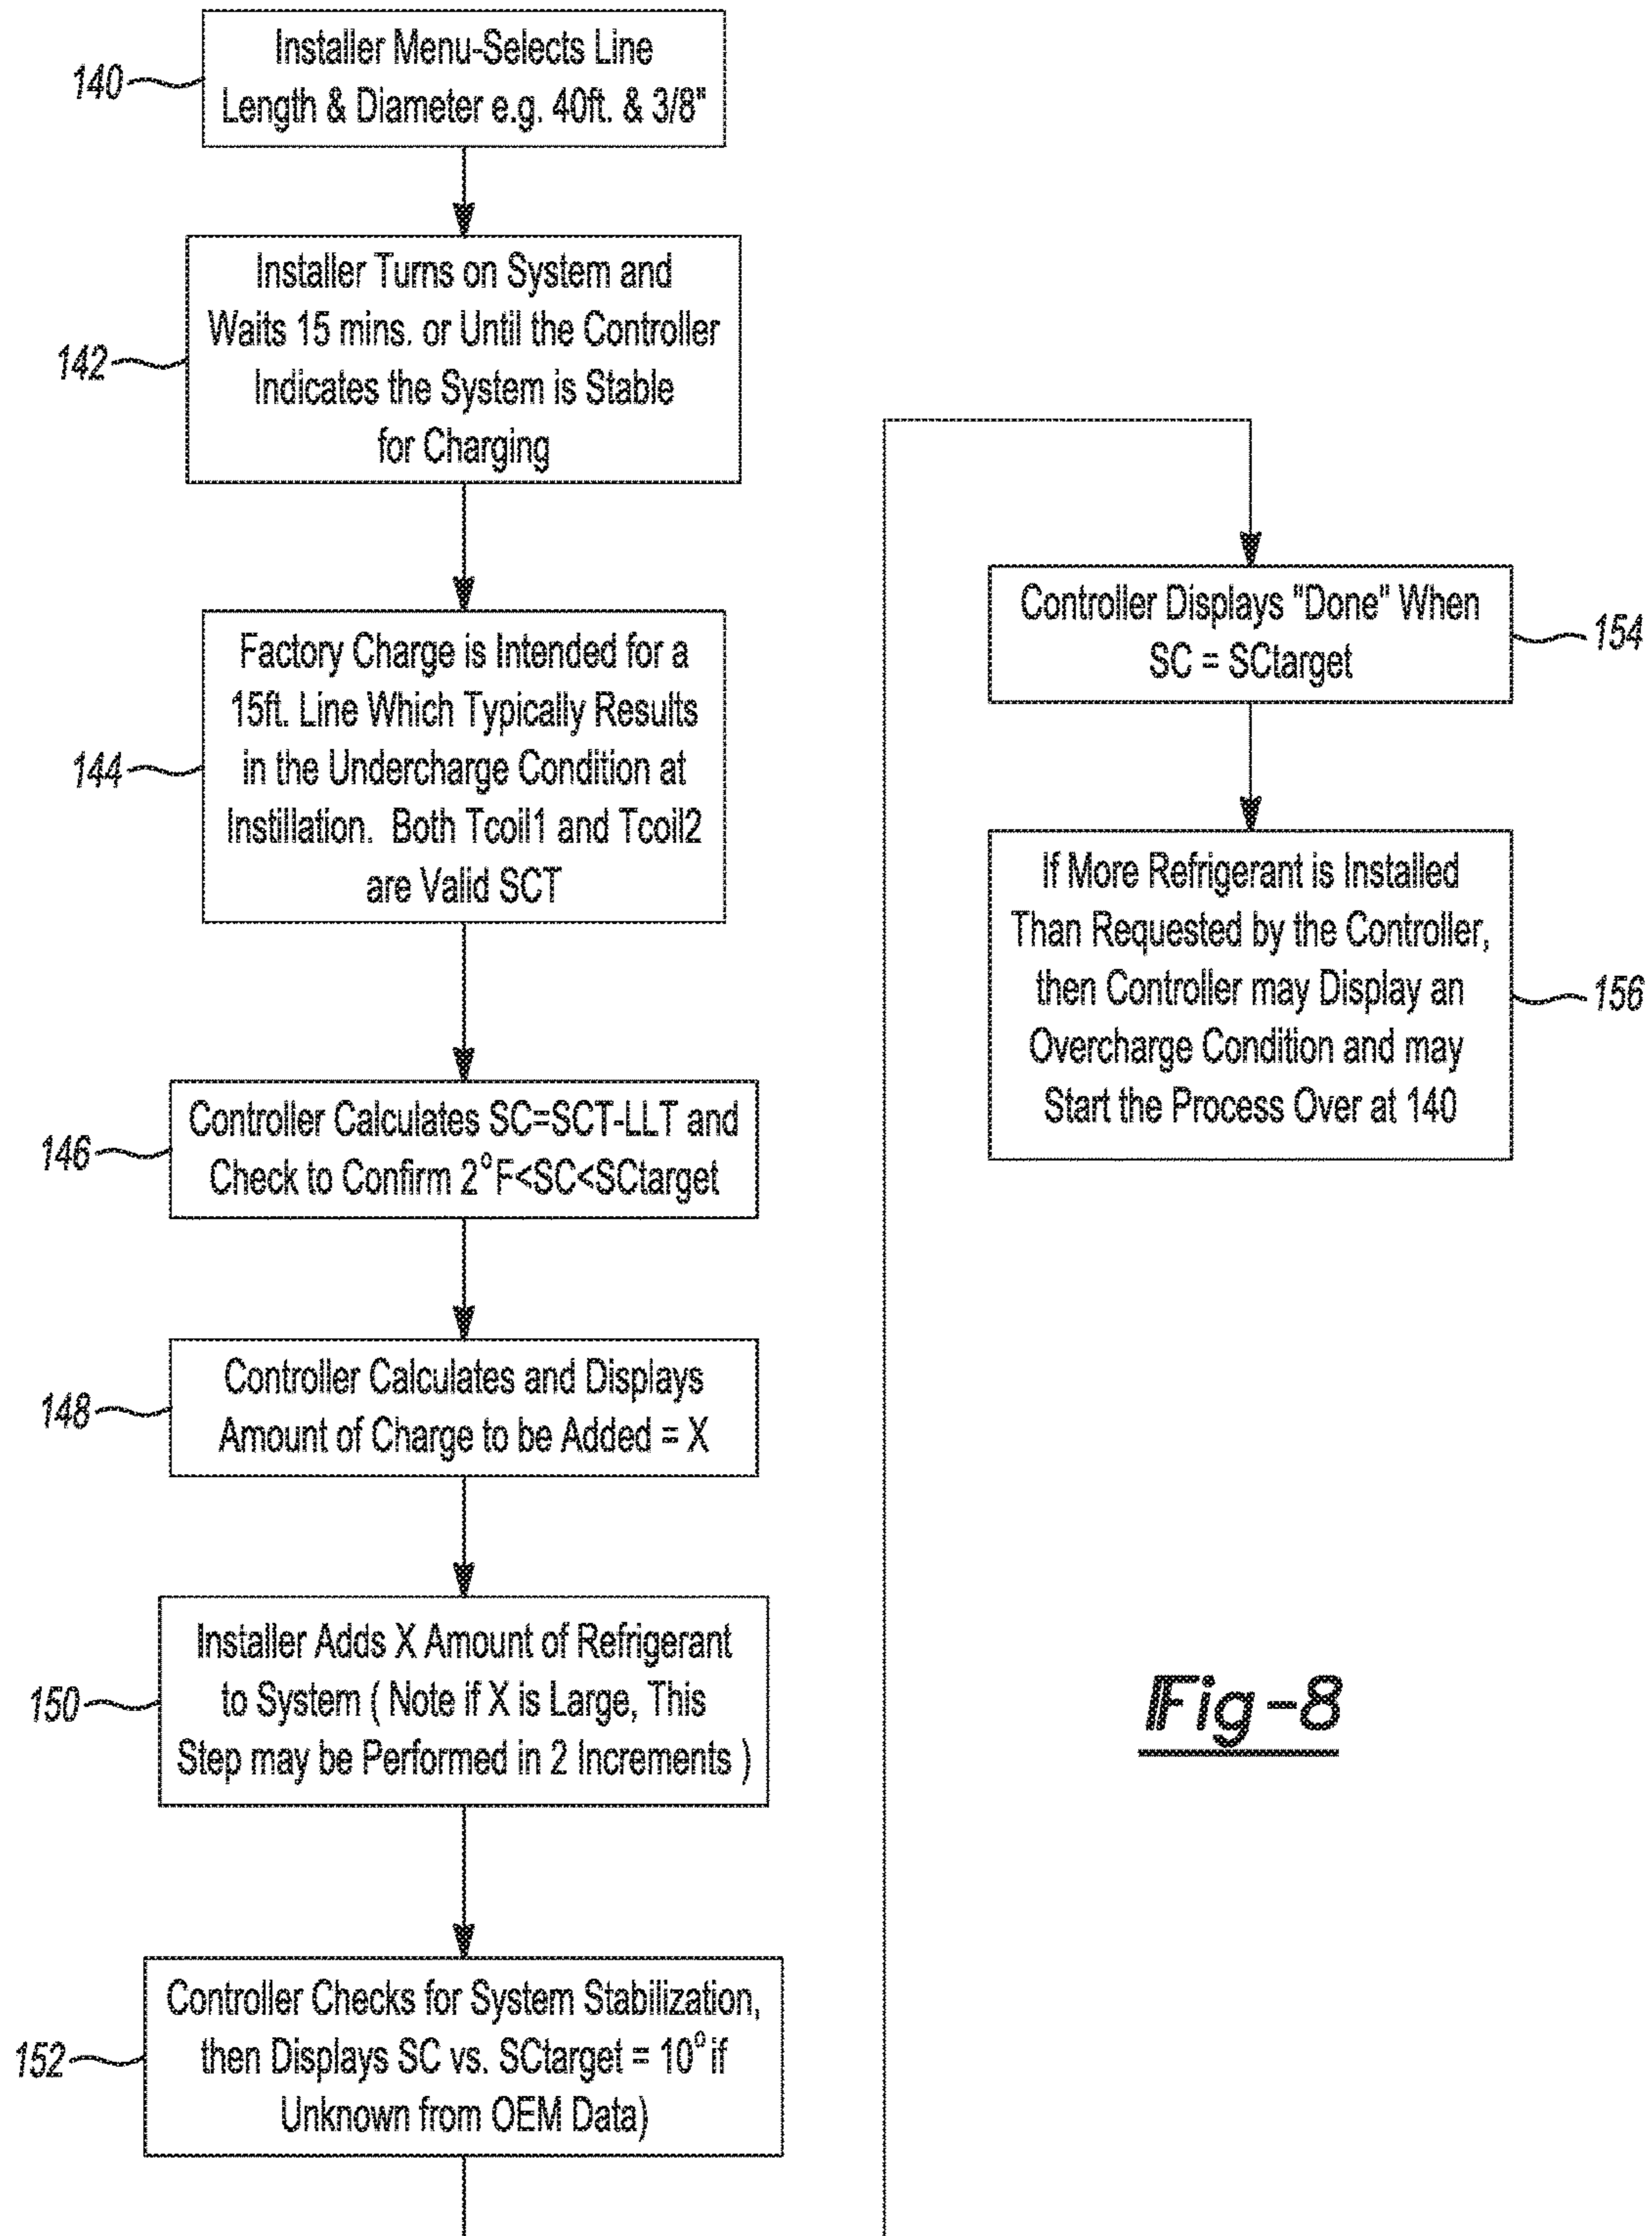 140
Installer Menu-Selects Line
Length & Diameter e.g. 40ft. & 3/8"
142
Installer Turns on System and
Waits 15 mins. or Until the Controller
Indicates the System is Stable
for Charging
144
Factory Charge is Intended for a
15ft. Line Which Typically Results
in the Undercharge Condition at
Instillation. Both Tcoil1 and Tcoil2
are Valid SCT
146
Controller Calculates SC=SCT-LLT and
Check to Confirm 2°F<SC<SCtarget
148
Controller Calculates and Displays
Amount of Charge to be Added = X
150
Installer Adds X Amount of Refrigerant
to System ( Note if X is Large, This
Step may be Performed in 2 Increments )
152
Controller Checks for System Stabilization,
then Displays SC vs. SCtarget = 10° if
Unknown from OEM Data)
Controller Displays "Done" When
SC = SCtarget
154
If More Refrigerant is Installed
Than Requested by the Controller,
then Controller may Display an
Overcharge Condition and may
Start the Process Over at 140
156
Fig-8